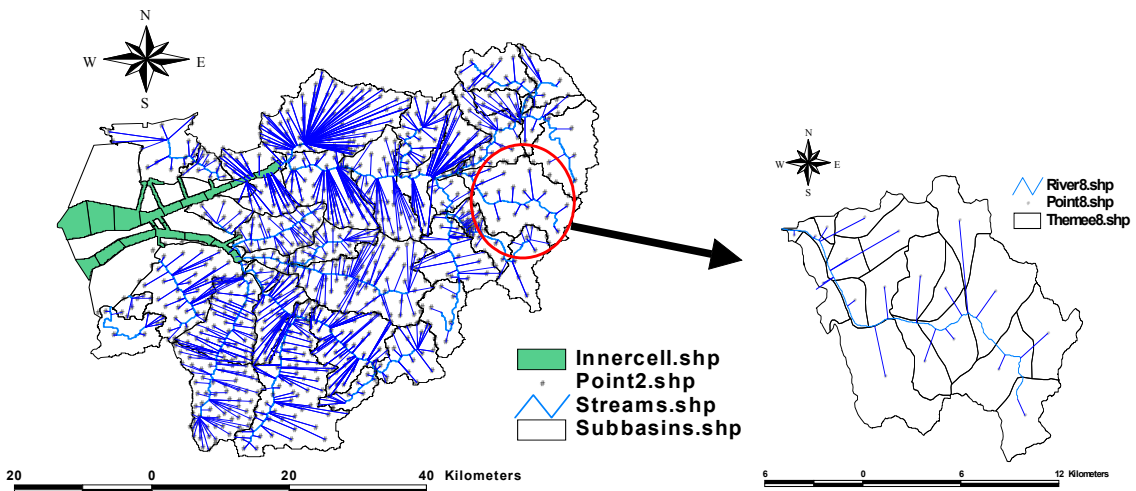 N
W E
S
Innercell.shp
Point2.shp
Streams.shp
Subbasins.shp
20 0 20 40 Kilometers
N
W E
S
River8.shp
Point8.shp
Themee8.shp
6 0 6 12 Kilometers